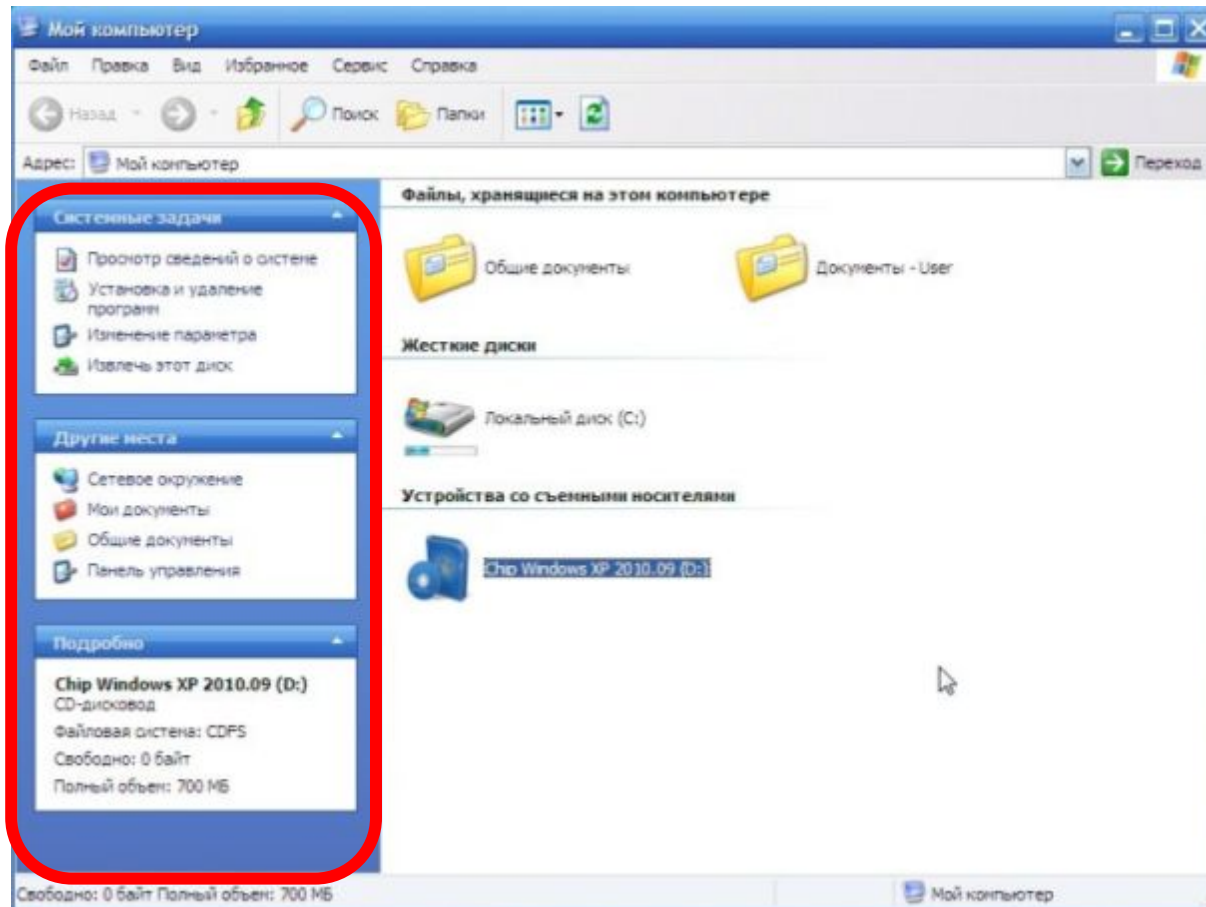 Мой компьютер
Файл Правка Вид Избранное Сервис Справка
Назад Поиск Папки
Адрес: Мой компьютер Переход
Системные задачи
Просмотр сведений о системе
Установка и удаление
программ
Изменение параметра
Извлечь этот диск
Другие места
Сетевое окружение
Мои документы
Общие документы
Панель управления
Подробно
Chip Windows XP 2010.09 (D:)
CD-дисковод
Файловая система: CDFS
Свободно: 0 байт
Полный объем: 700 МБ
Файлы, хранящиеся на этом компьютере
Общие документы
Документы - User
Жесткие диски
Локальный диск (C:)
Устройства со съемными носителями
Chip Windows XP 2010.09 (D:)
Свободно: 0 байт Полный объем: 700 МБ
Мой компьютер